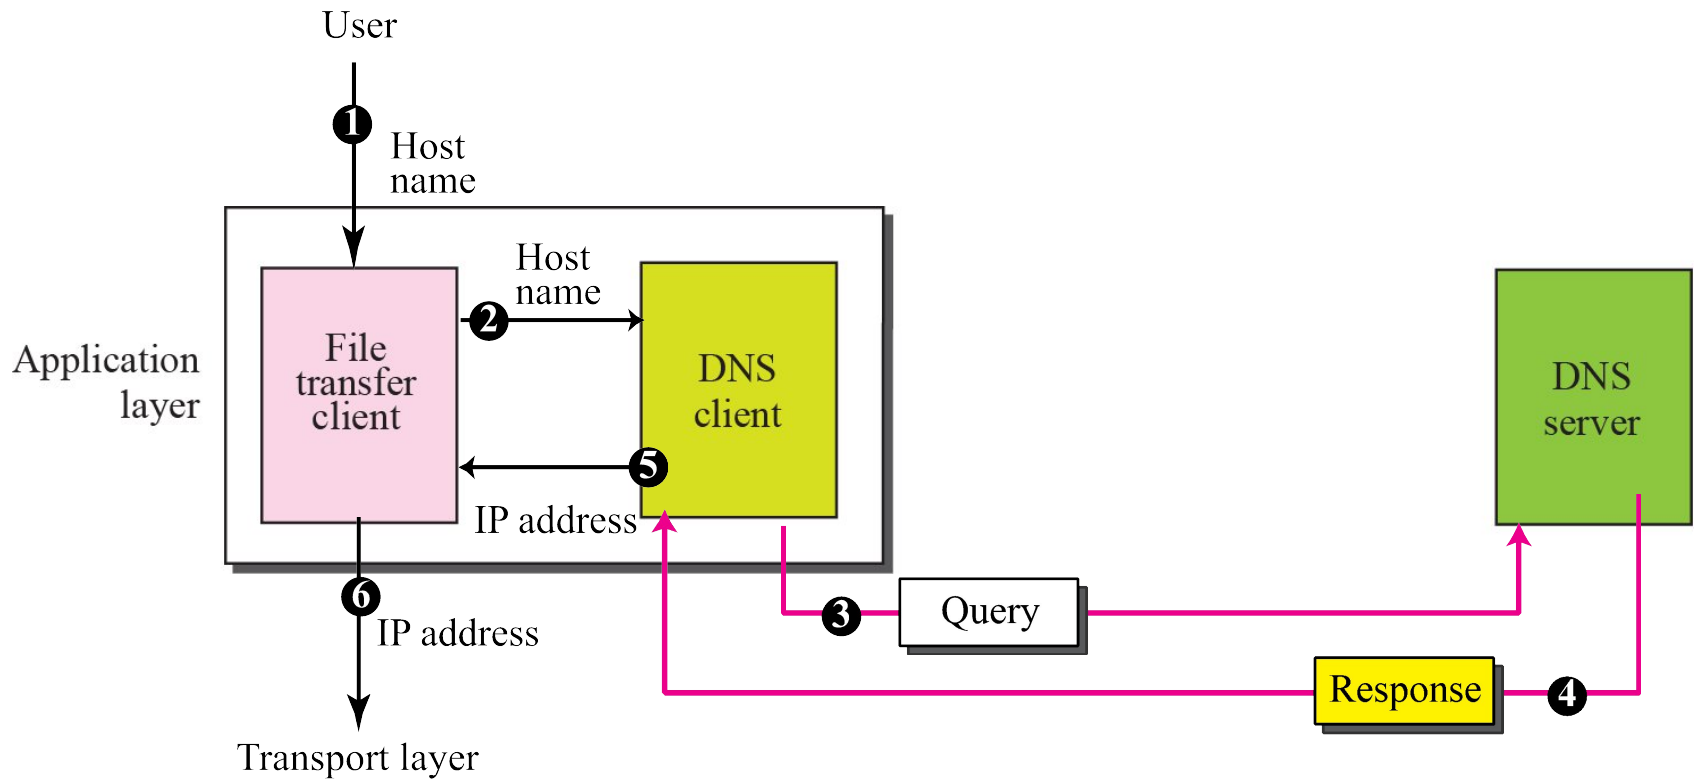 User
1
Host
name
Host
name
2
Application
layer
File
transfer
client
DNS
client
DNS
server
5
IP address
6
IP address
3
Query
Response
4
Transport layer